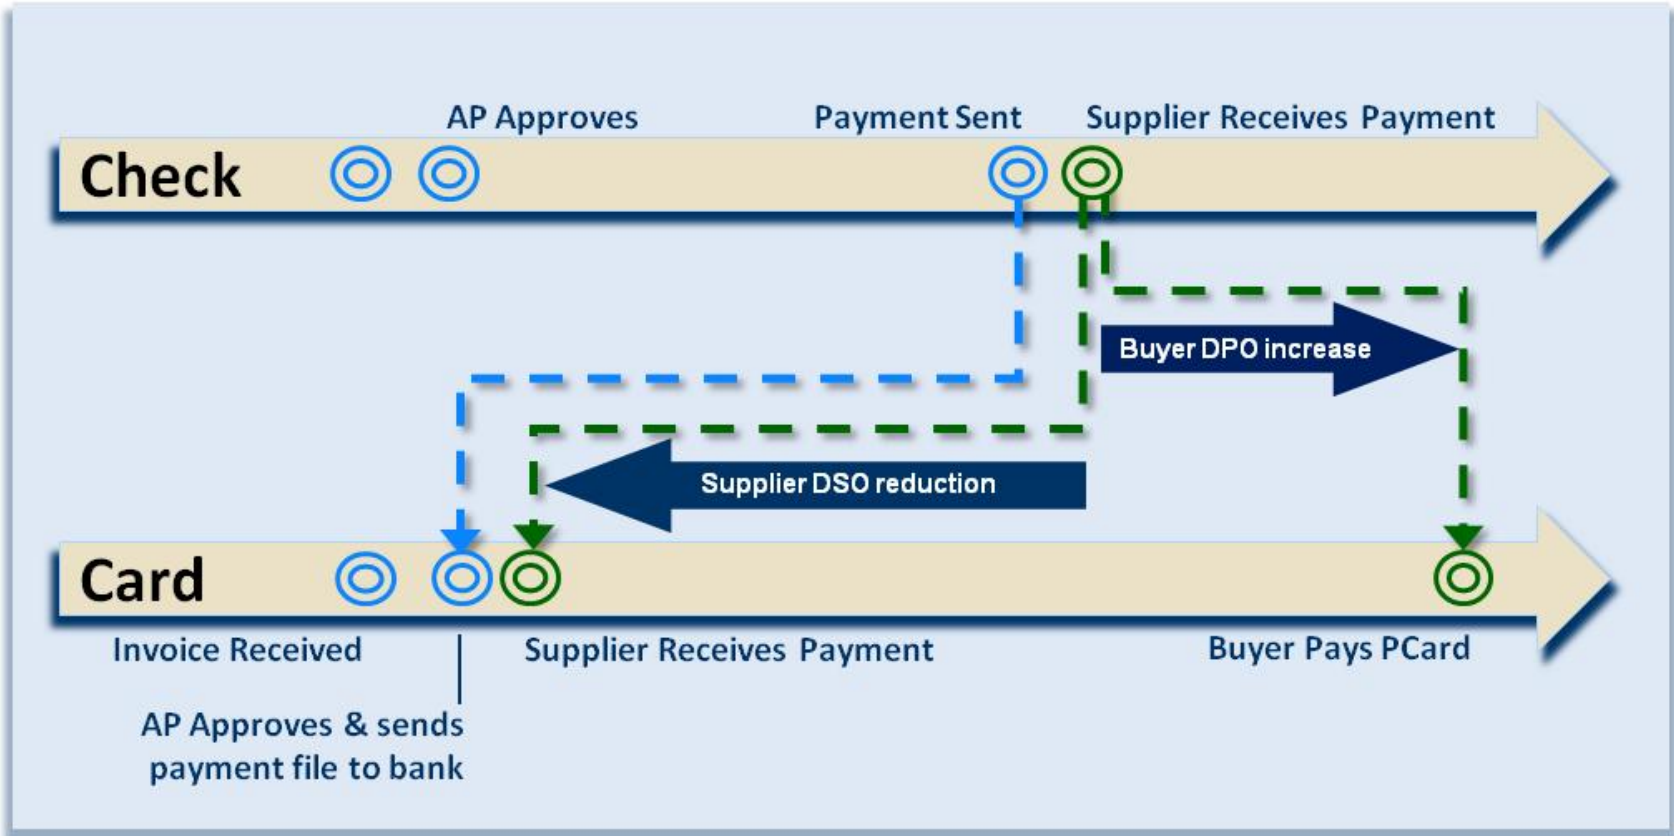 AP Approves
Payment Sent
Supplier Receives Payment
Check
Buyer DPO increase
Supplier DSO reduction
Card
Invoice Received
Supplier Receives Payment
Buyer Pays PCard
AP Approves & sends
payment file to bank